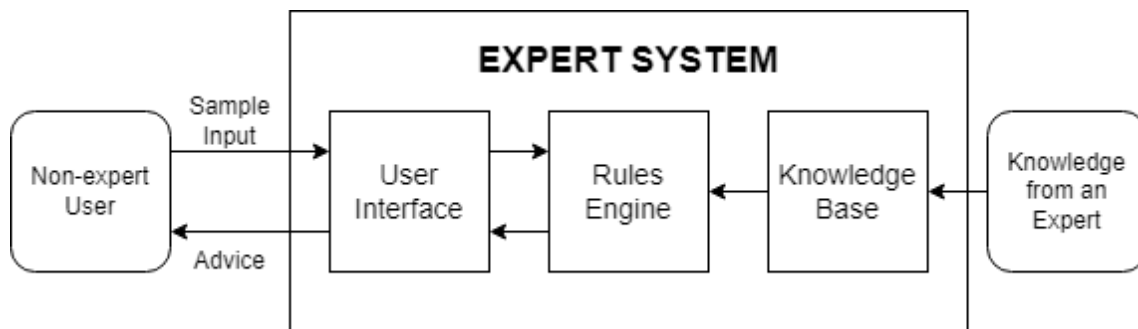 EXPERT SYSTEM
Sample
Input
Non-expert
User
Advice
User
Interface
Rules
Engine
Knowledge
Base
Knowledge
from an
Expert